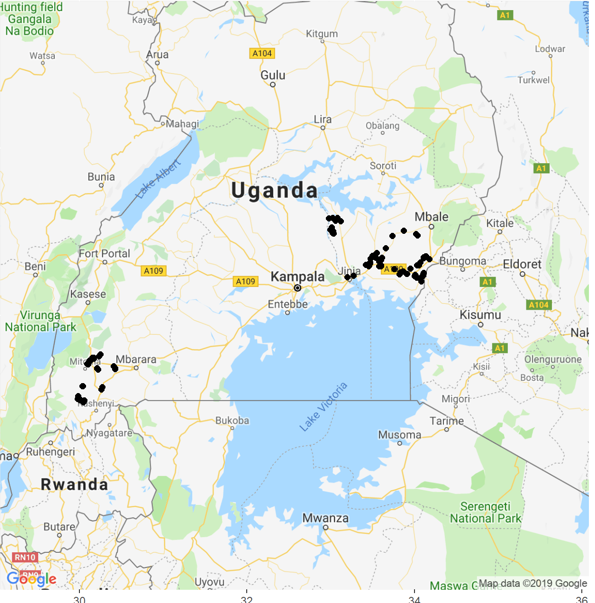 Hunting field
Gangala
Na Bodio
A1
Kitgum
Kaya
Watsa
Arua
A104
Lodwar
Gulu
Turkwel
Mahagi
Lira
Obalang
Bunia
Lake Albert
Soroti
A1
Uganda
Mbale
Kitale
Fort Portal
Beni
A109
A109
Kampala
Jinja
Bungoma
Eldoret
A1
Entebbe
Kasese
A104
Virunga
National Park
Kisumu
Nak
A1
Mbarara
Olenguruone
Kisii
Bosta
Nyagatare
Lake Victoria
Migori
Bukoba
Tarime
Musoma
Ruhengeri
Rwanda
Serengeti
National Park
Mwanza
Butare
RN10
Google
Uyovu
Maswa G
Map data ©2019 Google
30
32
34
36